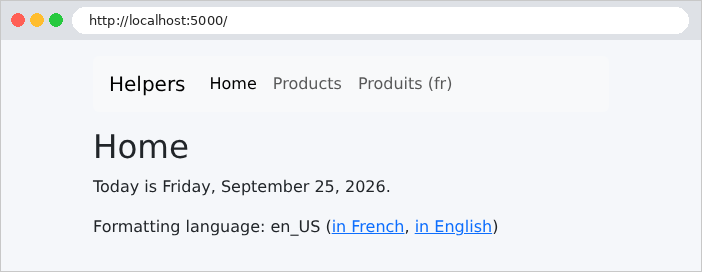 http://localhost:5000/
Helpers Home Products Produits (fr)
Home
Today is Friday, September 25, 2026.
Formatting language: en_US (in French, in English)